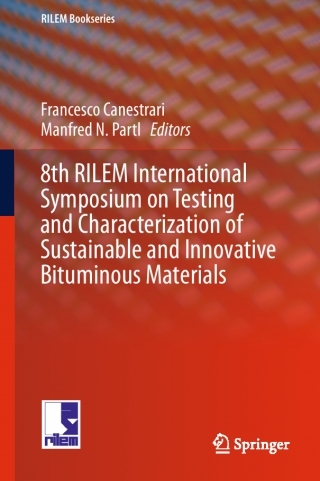 RILEM Bookseries
Francesco Canestrari
Manfred N. Partl Editors
8th RILEM International
Symposium on Testing
and Characterization of
Sustainable and Innovative
Bituminous Materials
rilem
Springer